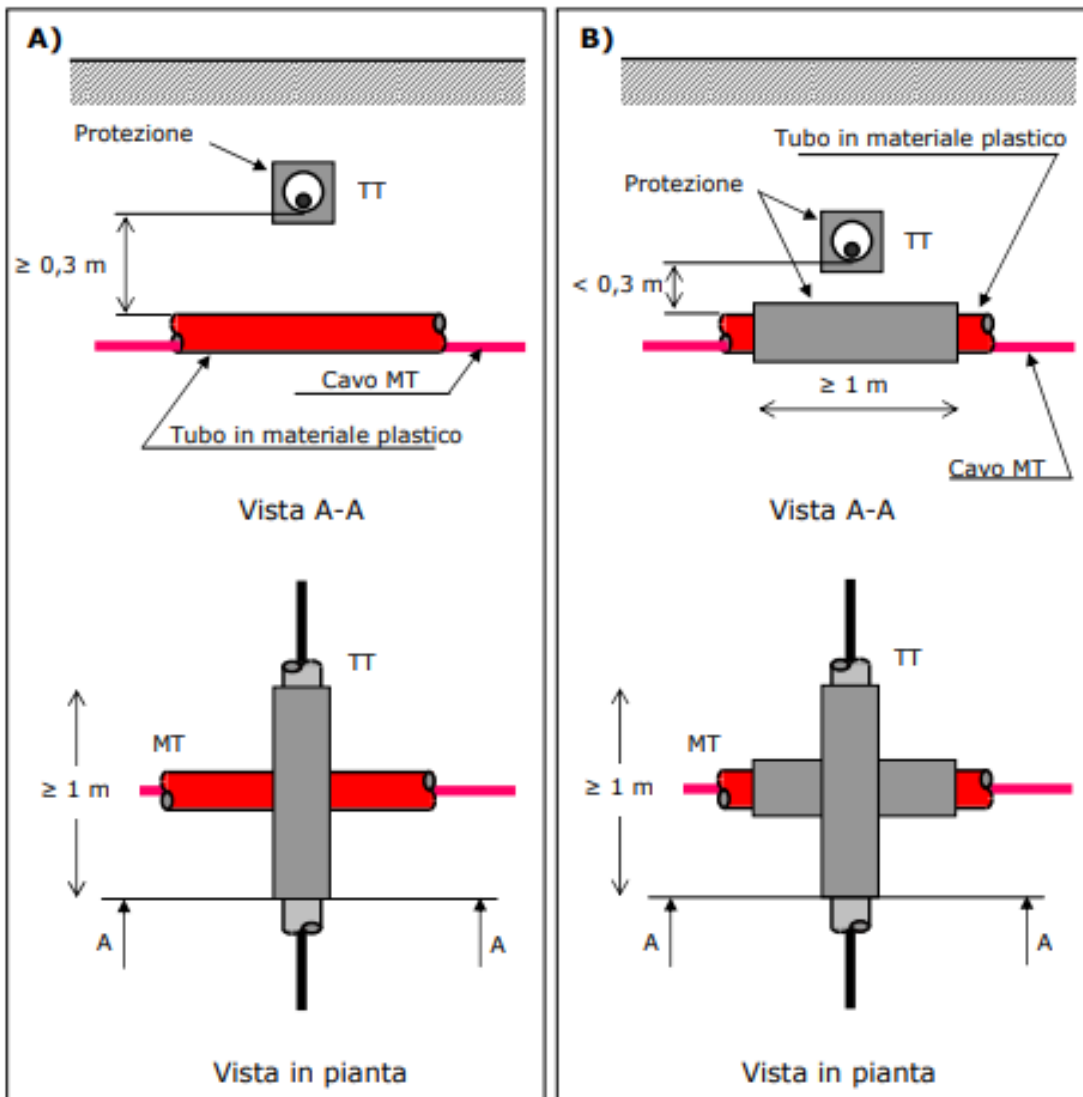 A)
Protezione
TT
≥ 0,3 m
Cavo MT
Tubo in materiale plastico
Vista A-A
TT
MT
≥ 1 m
A
A
Vista in pianta
B)
Tubo in materiale plastico
Protezione
TT
< 0,3 m
≥ 1 m
Cavo MT
Vista A-A
TT
MT
≥ 1 m
A
A
Vista in pianta